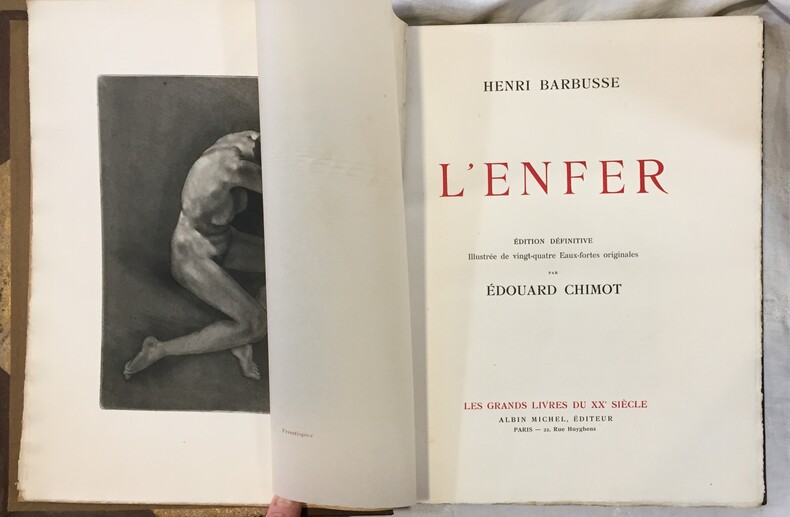 Frontispice
HENRI BARBUSSE
L'ENFER
ÉDITION DÉFINITIVE
Illustrée de vingt-quatre Eaux-fortes originales
PAR
ÉDOUARD CHIMOT
LES GRANDS LIVRES DU XXᵉ SIÈCLE
ALBIN MICHEL, ÉDITEUR
PARIS — 22, Rue Huyghens